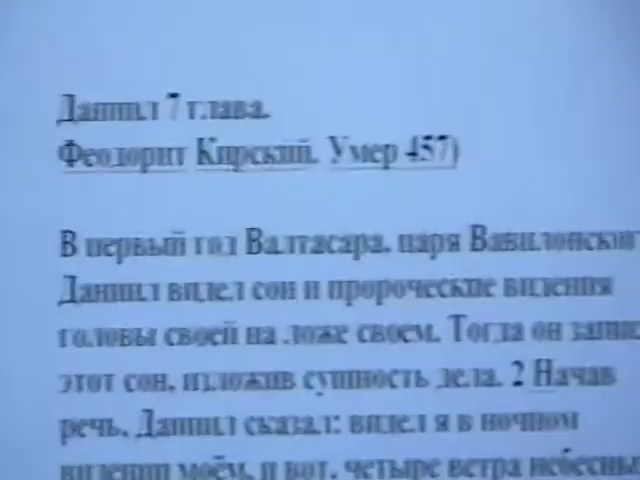 Даниил 7 глава.
Феодорит Кирский. Умер 457)
В первый год Валтасара, царя Вавилонског
Даниил видел сон и пророческие видения
головы своей на ложе своем. Тогда он запис
этот сон, изложив сущность дела. 2 Начав
речь, Даниил сказал: видел я в ночном
видении моём, и вот, четыре ветра небесны